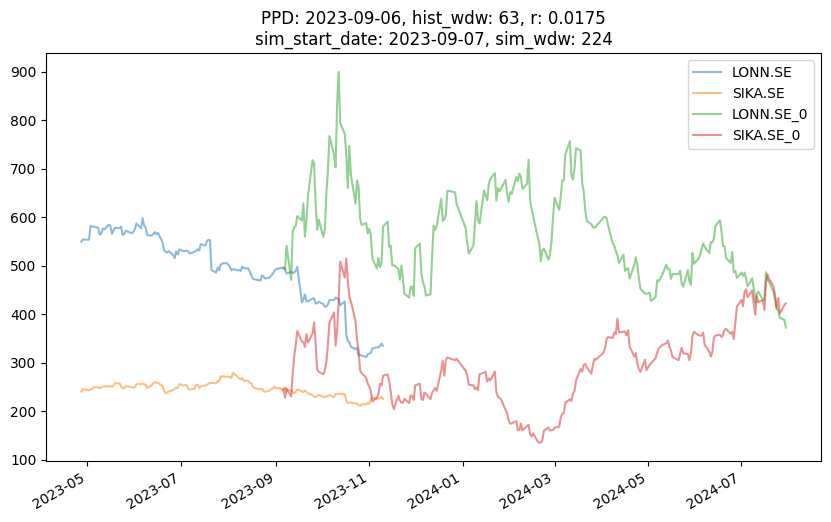 PPD: 2023-09-06, hist_wdw: 63, r: 0.0175
sim_start_date: 2023-09-07, sim_wdw: 224
LONN.SE
SIKA.SE
LONN.SE_0
SIKA.SE_0
900
800
700
600
500
400
300
200
100
2023-05
2023-07
2023-09
2023-11
2024-01
2024-03
2024-05
2024-07